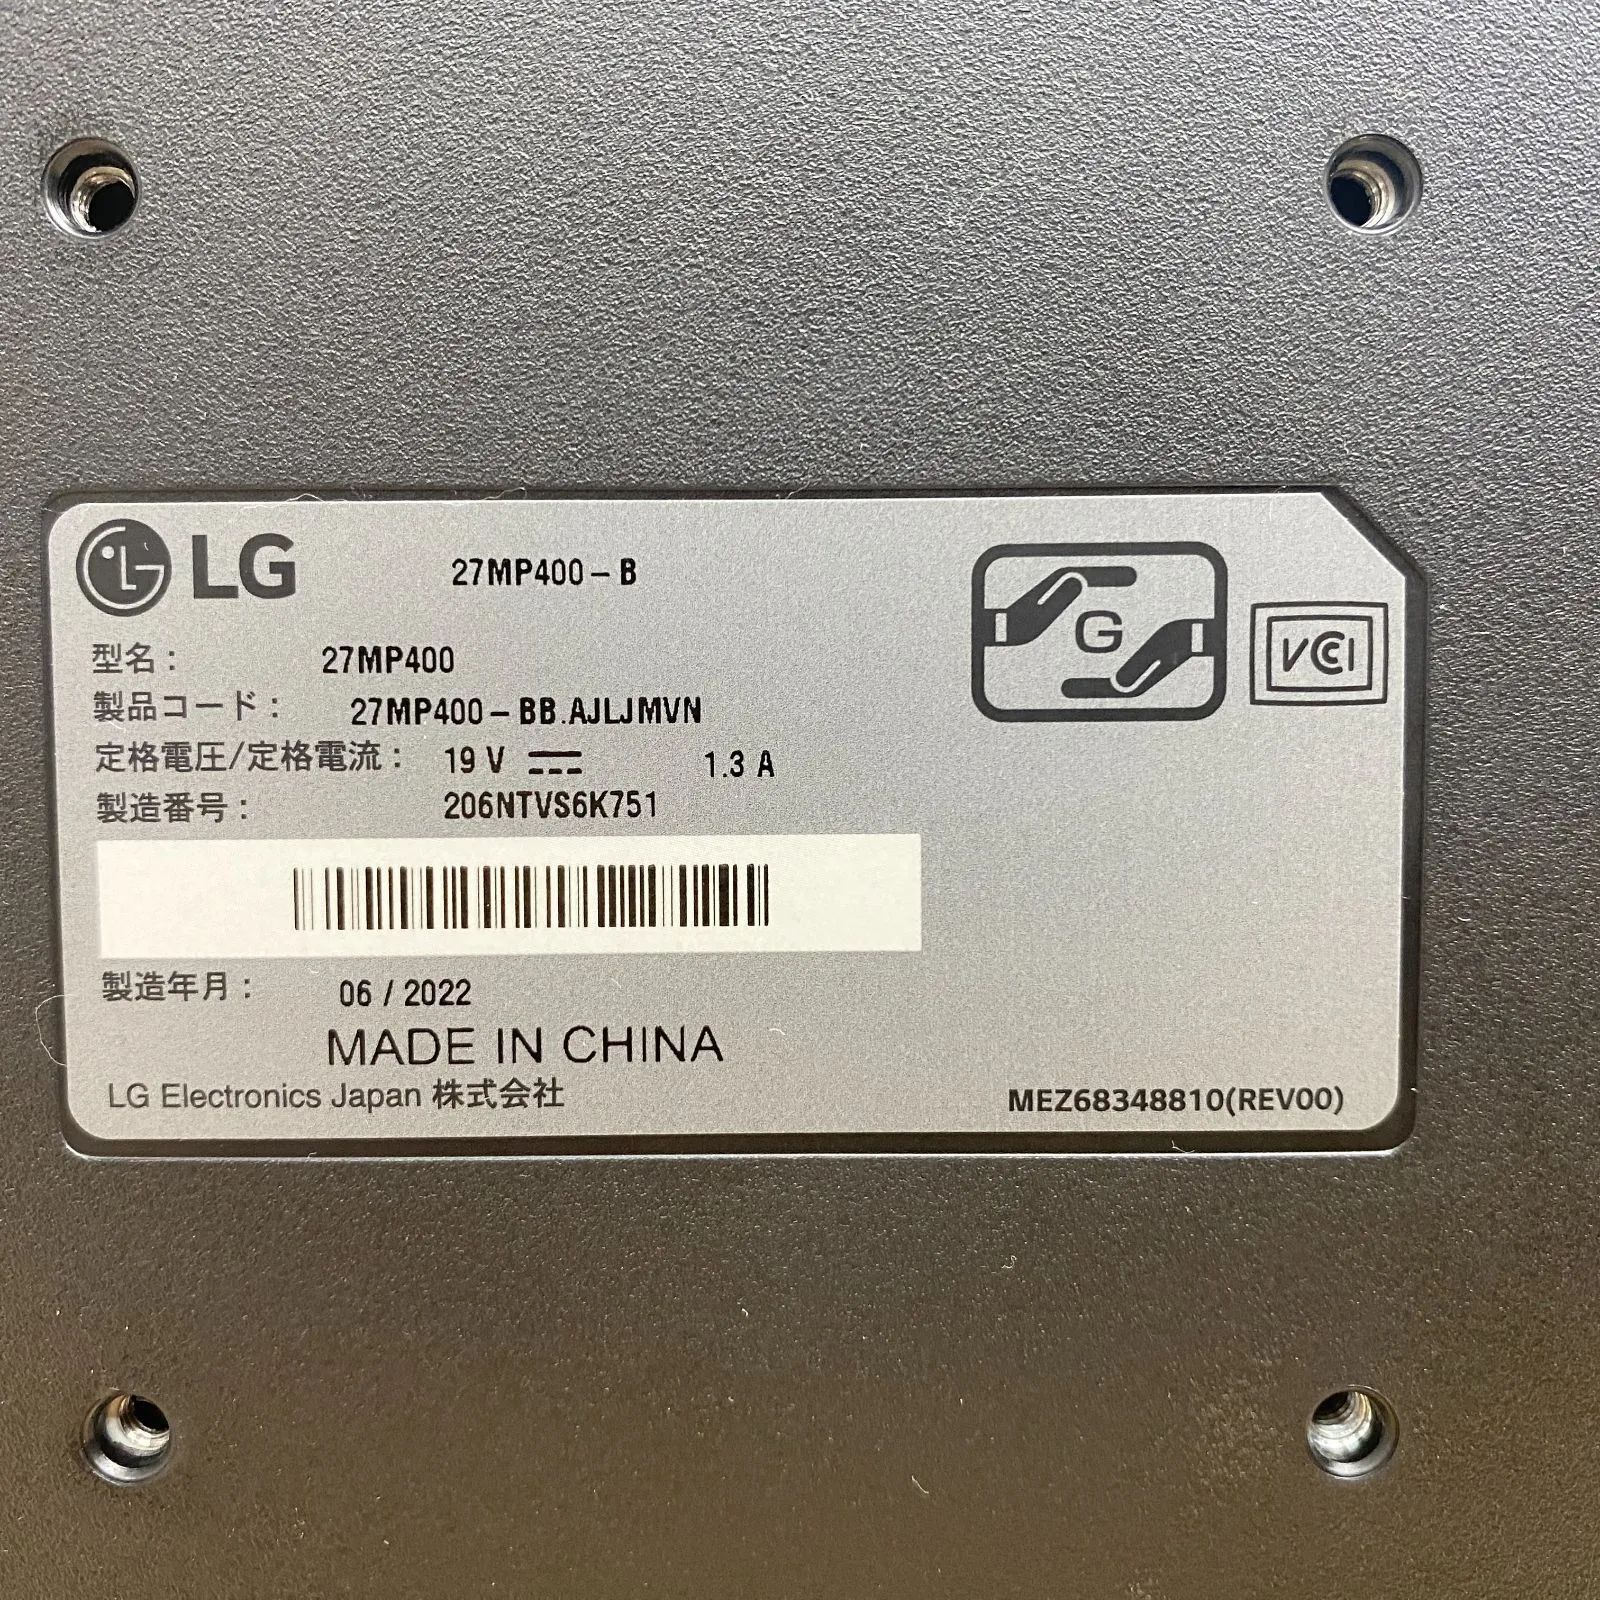 LG 27MP400-B
型名: 27MP400
製品コード: 27MP400-BB.AJLJMVN
定格電圧/定格電流: 19 V 1.3 A
製造番号: 206NTVS6K751
製造年月: 06 / 2022
MADE IN CHINA
LG Electronics Japan 株式会社
MEZ68348810(REV00)
G
VCCI